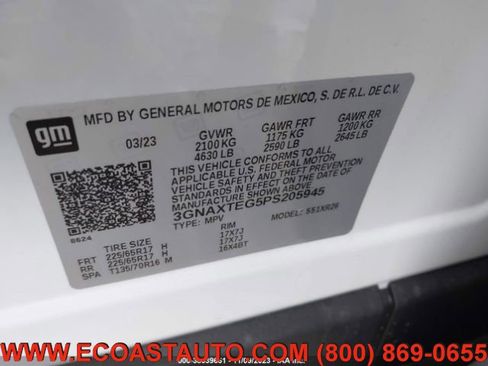 gm
MFD BY GENERAL MOTORS DE MEXICO, S. DE R.L. DE C.V.
03/23 GVWR GAWR FRT GAWR RR
2100 KG 1175 KG 1200 KG
4630 LB 2590 LB 2645 LB
THIS VEHICLE CONFORMS TO ALL APPLICABLE
U.S. FEDERAL MOTOR VEHICLE
SAFETY AND THEFT PREVENTION STANDARDS IN
EFFECT ON THE DATE OF MANUFACTURE SHOWN ABOVE.
3GNAXTEG5PS205945
TYPE: MPV MODEL: 1XR26
8624
TIRE SIZE RIM
FRT 225/65R17 H 17X7J
RR 225/65R17 H 17X7J
SPA T135/70R16 M 16X4BT
WWW.ECOASTAUTO.COM (800) 869-0655